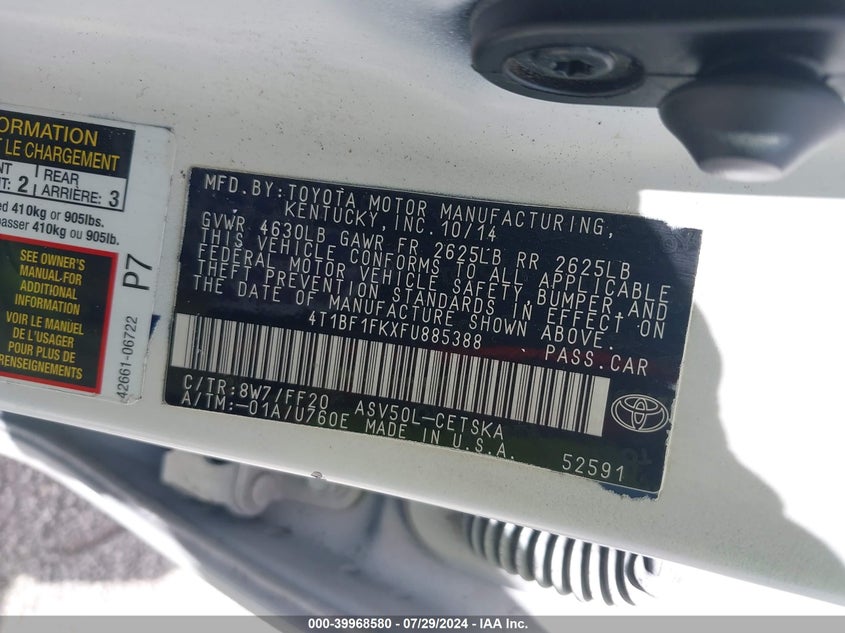 ORMATION
T LE CHARGEMENT
NT REAR
T: 2 ARRIÈRE: 3
ed 410kg or 905lbs.
passer 410kg ou 905lb.
SEE OWNER'S
MANUAL FOR
ADDITIONAL
INFORMATION
VOIR LE MANUEL
DE L'USAGER
POUR PLUS DE
RENSEIGNEMENTS
42661-06722 P7
MFD. BY: TOYOTA MOTOR MANUFACTURING,
KENTUCKY, INC. 10/14
GVWR 4630LB GAWR FR 2625LB RR 2625LB
THIS VEHICLE CONFORMS TO ALL APPLICABLE
FEDERAL MOTOR VEHICLE SAFETY, BUMPER, AND
THEFT PREVENTION STANDARDS IN EFFECT ON
THE DATE OF MANUFACTURE SHOWN ABOVE.
4T1BF1FKXFU885388 PASS. CAR
C/TR: 8W7/FF20 ASV50L-CETSKA
A/TM: -01A/U760E MADE IN U.S.A.
52591
000-39968580 / 07/29/2024 - IAA Inc.